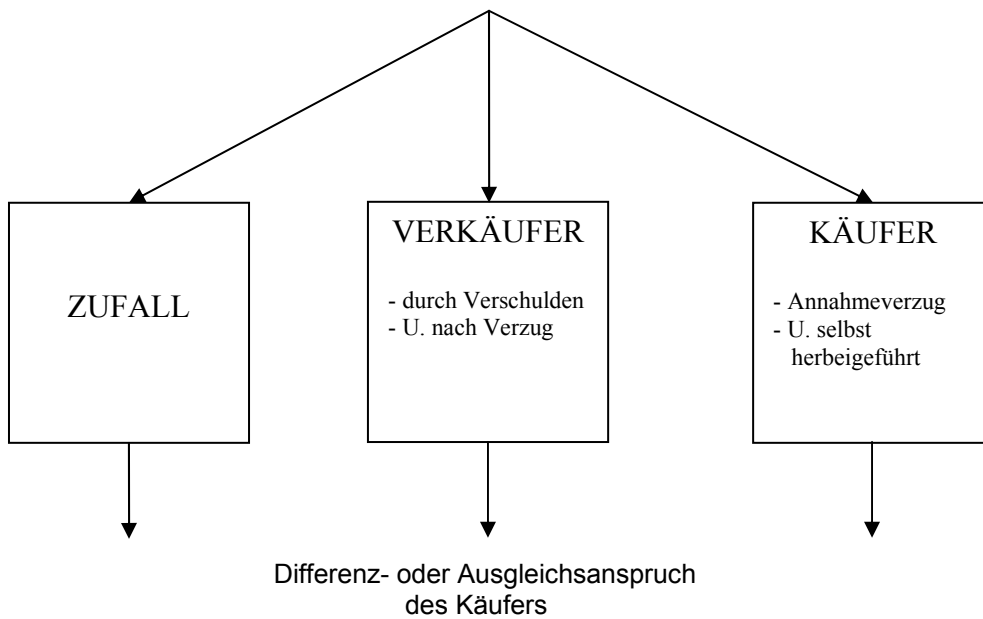 ZUFALL
VERKÄUFER
- durch Verschulden
- U. nach Verzug
KÄUFER
- Annahmeverzug
- U. selbst
herbeigeführt
Differenz- oder Ausgleichsanspruch
des Käufers